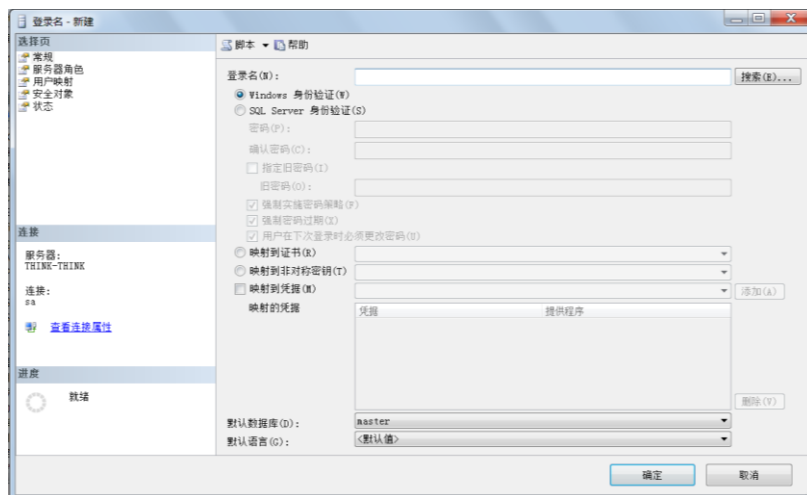 登录名 - 新建
选择页
常规
服务器角色
用户映射
安全对象
状态
脚本
帮助
登录名(N):
搜索(E)...
Windows 身份验证(W)
SQL Server 身份验证(S)
密码(P):
确认密码(C):
指定旧密码(I)
旧密码(O):
强制实施密码策略(F)
强制密码过期(X)
用户在下次登录时必须更改密码(U)
映射到证书(R)
映射到非对称密钥(T)
映射到凭据(M)
添加(A)
映射的凭据
凭据
提供程序
删除(V)
默认数据库(D):
master
默认语言(G):
<默认值>
连接
服务器:
THINK-THINK
连接:
sa
查看连接属性
进度
就绪
确定
取消